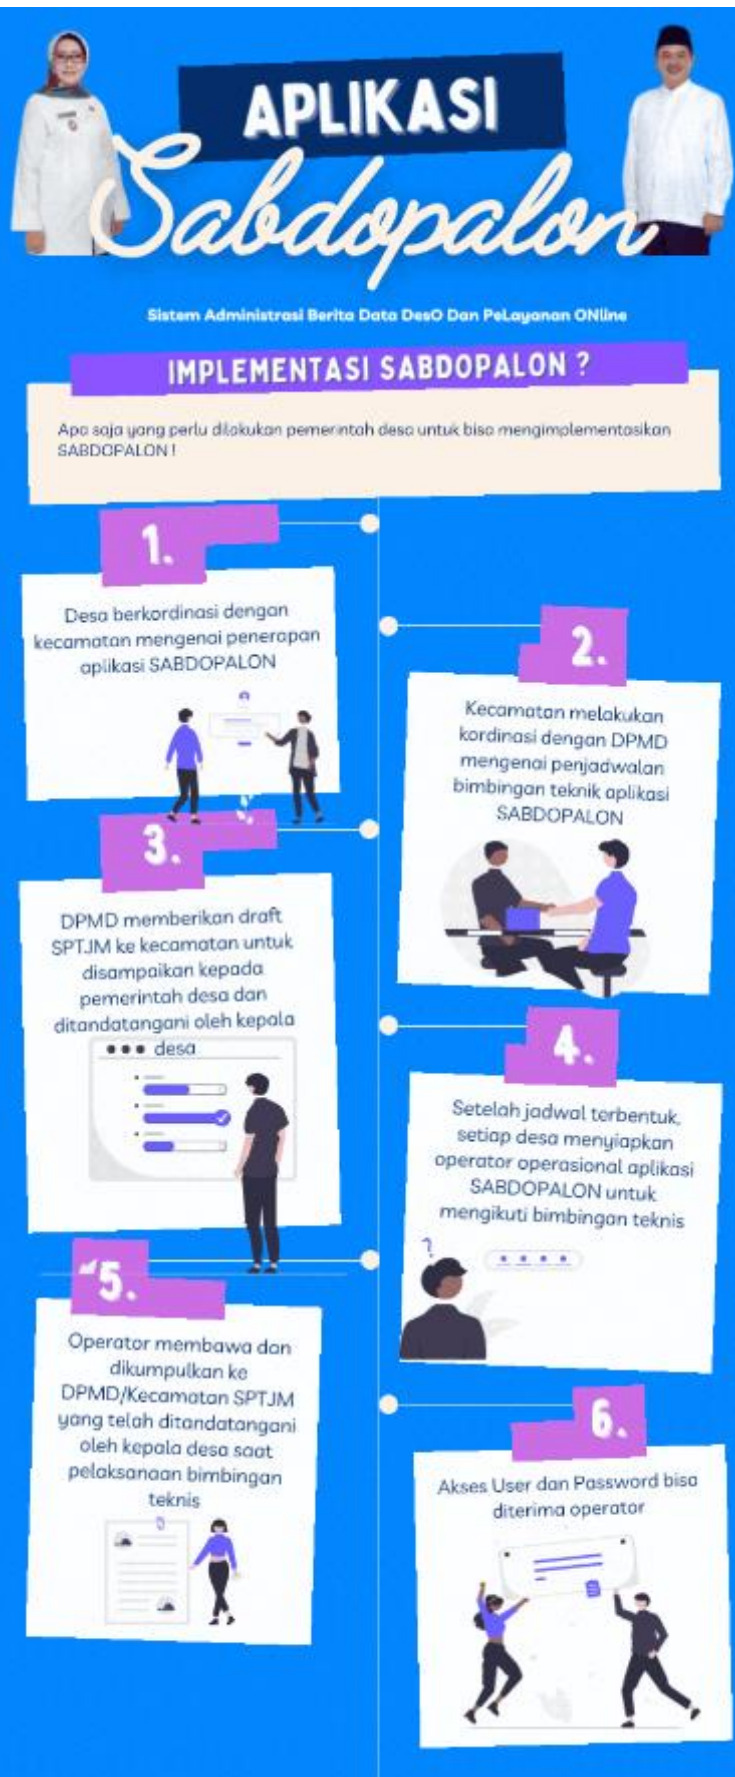 APLIKASI
Sabdopalon
Sistem Administrasi Berita Data DesO Dan PeLayanan ONline
IMPLEMENTASI SABDOPALON ?
Apa saja yang perlu dilakukan pemerintah desa untuk bisa mengimplementasikan
SABDOPALON !
1.
Desa berkordinasi dengan
kecamatan mengenai penerapan
aplikasi SABDOPALON
2.
Kecamatan melakukan
kordinasi dengan DPMD
mengenai penjadwalan
bimbingan teknik aplikasi
SABDOPALON
3.
DPMD memberikan draft
SPTJM ke kecamatan untuk
disampaikan kepada
pemerintah desa dan
ditandatangani oleh kepala
desa
4.
Setelah jadwal terbentuk,
setiap desa menyiapkan
operator operasional aplikasi
SABDOPALON untuk
mengikuti bimbingan teknis
?
5.
Operator membawa dan
dikumpulkan ke
DPMD/Kecamatan SPTJM
yang telah ditandatangani
oleh kepala desa saat
pelaksanaan bimbingan
teknis
6.
Akses User dan Password bisa
diterima operator